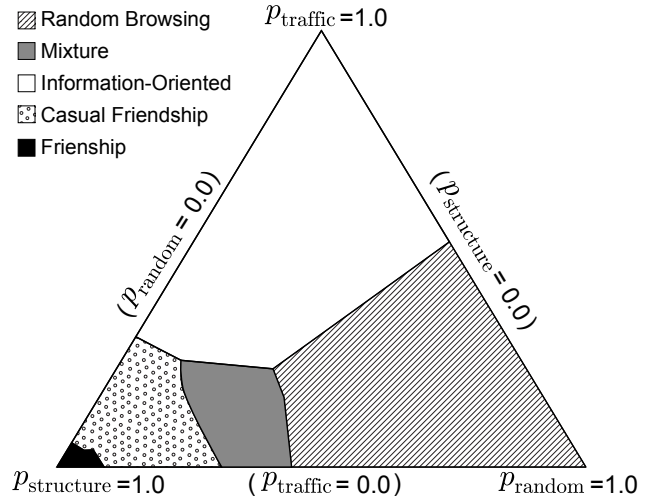 Random Browsing
Mixture
Information-Oriented
Casual Friendship
Frienship
p_traffic = 1.0
(p_random = 0.0)
(p_structure = 0.0)
p_structure = 1.0
(p_traffic = 0.0)
p_random = 1.0